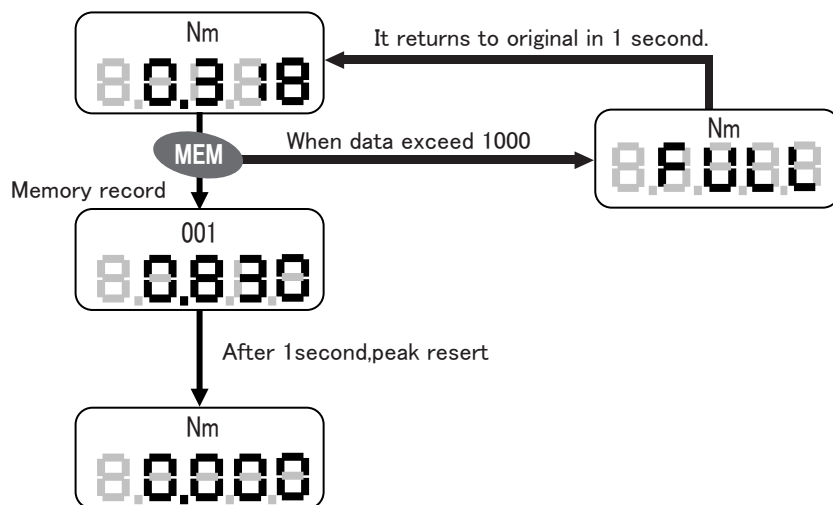 Nm
0.318
It returns to original in 1 second.
MEM
When data exceed 1000
Nm
FULL
Memory record
001
0.830
After 1second,peak resert
Nm
0.000